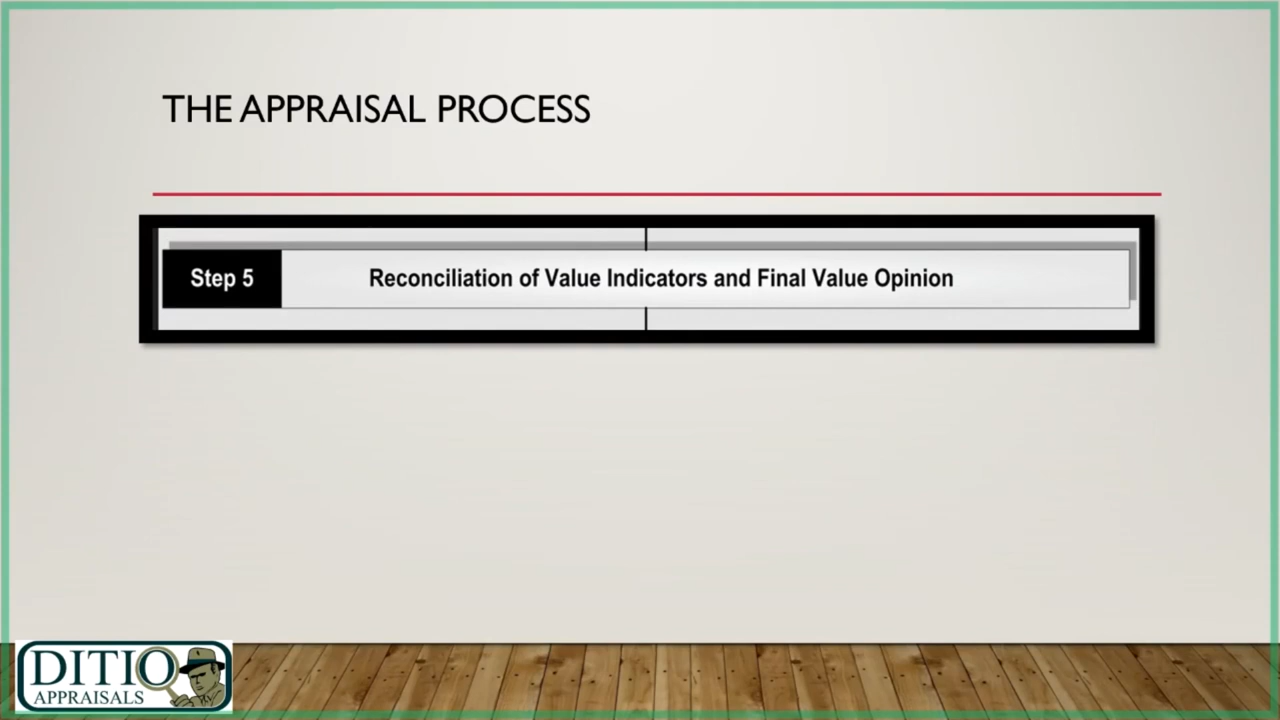 THE APPRAISAL PROCESS
Step 5 Reconciliation of Value Indicators and Final Value Opinion
DITIO
APPRAISALS